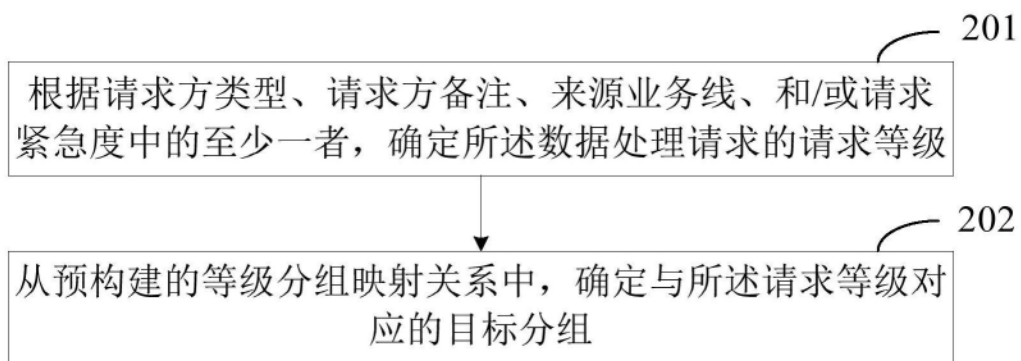 201
根据请求方类型、请求方备注、来源业务线、和/或请求
紧急度中的至少一者，确定所述数据处理请求的请求等级
202
从预构建的等级分组映射关系中，确定与所述请求等级对
应的目标分组